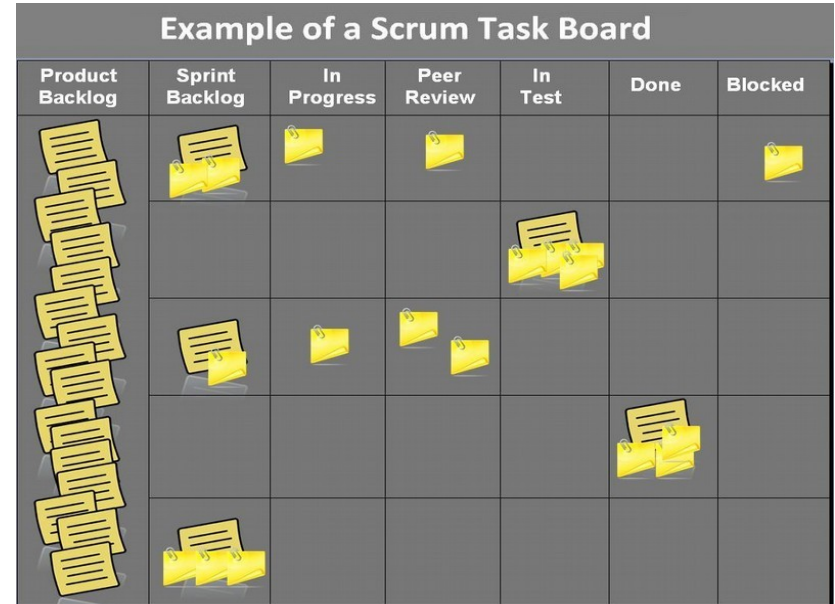 Example of a Scrum Task Board
Product
Backlog
Sprint
Backlog
In
Progress
Peer
Review
In
Test
Done
Blocked